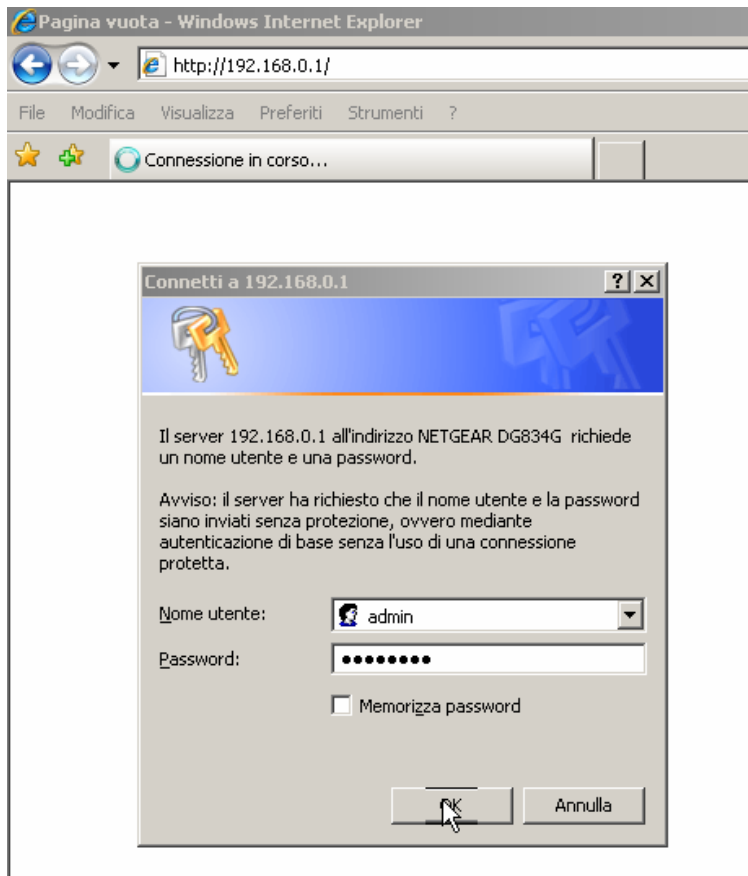 Pagina vuota - Windows Internet Explorer
http://192.168.0.1/
File Modifica Visualizza Preferiti Strumenti ?
Connessione in corso...
Connetti a 192.168.0.1
Il server 192.168.0.1 all'indirizzo NETGEAR DG834G richiede
un nome utente e una password.
Avviso: il server ha richiesto che il nome utente e la password
siano inviati senza protezione, ovvero mediante
autenticazione di base senza l'uso di una connessione
protetta.
Nome utente: admin
Password: ••••••••
Memorizza password
OK Annulla